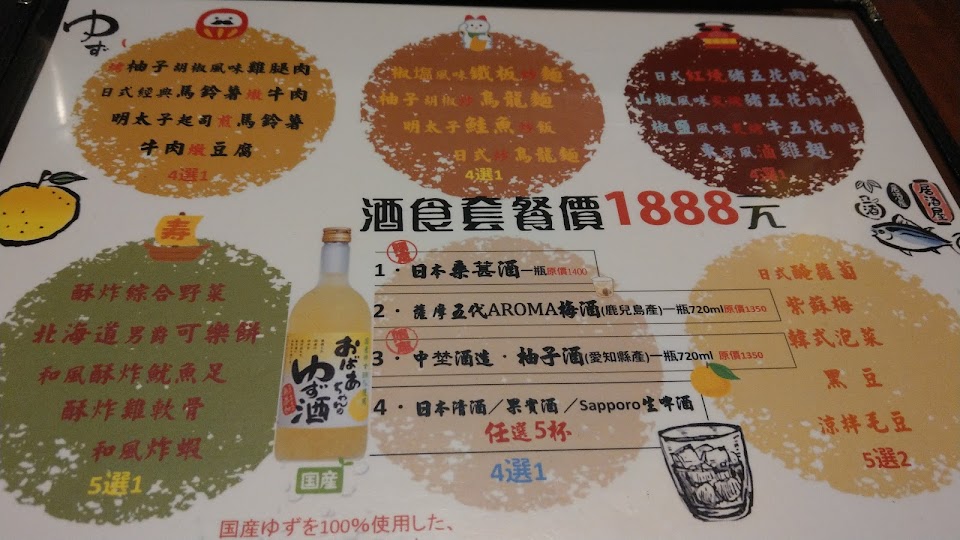 ゆず
烤柚子胡椒風味雞腿肉
日式經典馬鈴薯燉牛肉
明太子起司煎馬鈴薯
牛肉燉豆腐
4選1
椒燒風味鐵板炒麵
柚子胡椒炒烏龍麵
明太子鮭魚炒飯
日式炒烏龍麵
4選1
日式紅燒豬五花肉
山椒風味炙燒豬五花肉片
椒鹽風味炙燒牛五花肉片
東京風滷雞翅
4選1
居酒屋
酒
酒食套餐價1888元
壽
酥炸綜合野菜
北海道男爵可樂餅
和風酥炸魷魚足
酥炸雞軟骨
和風炸蝦
5選1
おばあちゃんの
ゆず酒
国産
1・日本桑葚酒一瓶原價1400
2・薩摩五代AROMA梅酒(鹿兒島產)一瓶720ml原價1350
3・中埜酒造・柚子酒(愛知縣產)一瓶720ml 原價1350
4・日本清酒／果實酒／Sapporo生啤酒
任選5杯
4選1
日式醃蘿蔔
紫蘇梅
韓式泡菜
黑豆
涼拌毛豆
5選2
国産ゆずを100%使用した、